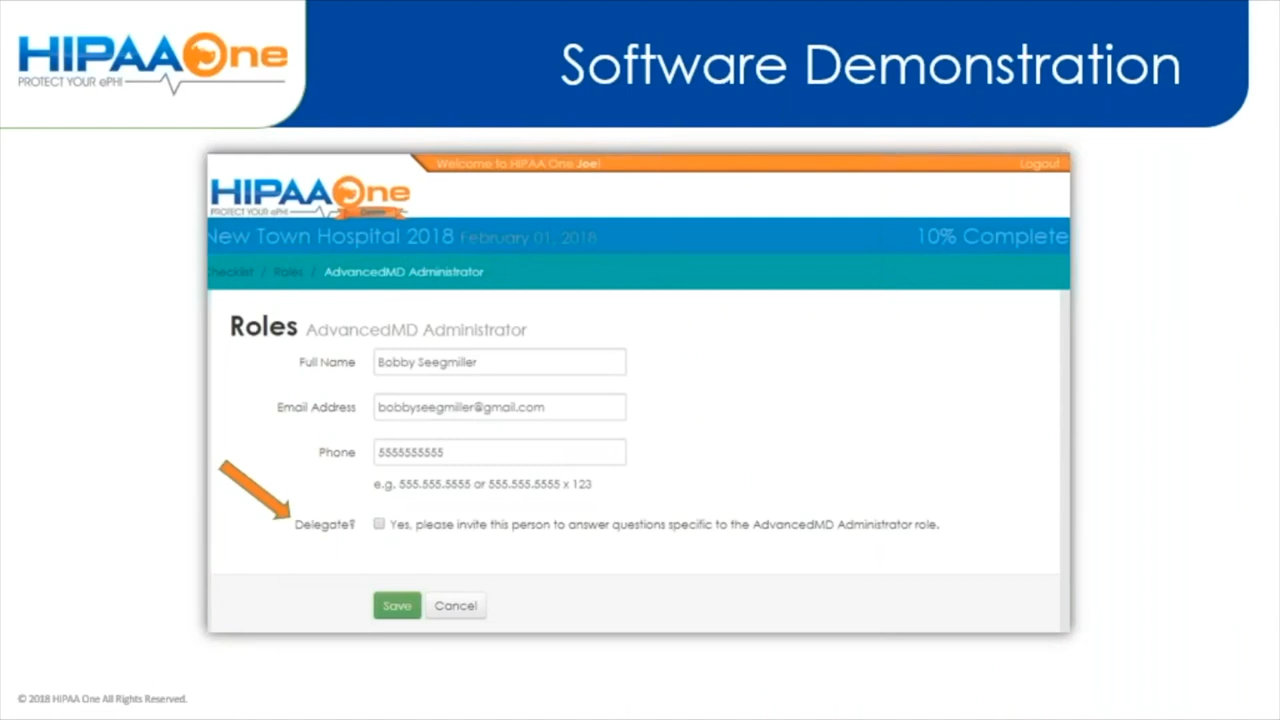 HIPAA One
PROTECT YOUR ePHI
Software Demonstration
Welcome to HIPAA One Joe!
Logout
HIPAA One
PROTECT YOUR ePHI
Demo
New Town Hospital 2018 February 01, 2018
10% Complete
Checklist / Roles / AdvancedMD Administrator
Roles AdvancedMD Administrator
Full Name Bobby Seegmiller
Email Address bobbyseegmiller@gmail.com
Phone 5555555555
e.g. 555.555.5555 or 555.555.5555 x 123
Delegate? Yes, please invite this person to answer questions specific to the AdvancedMD Administrator role.
Save Cancel
© 2018 HIPAA One All Rights Reserved.